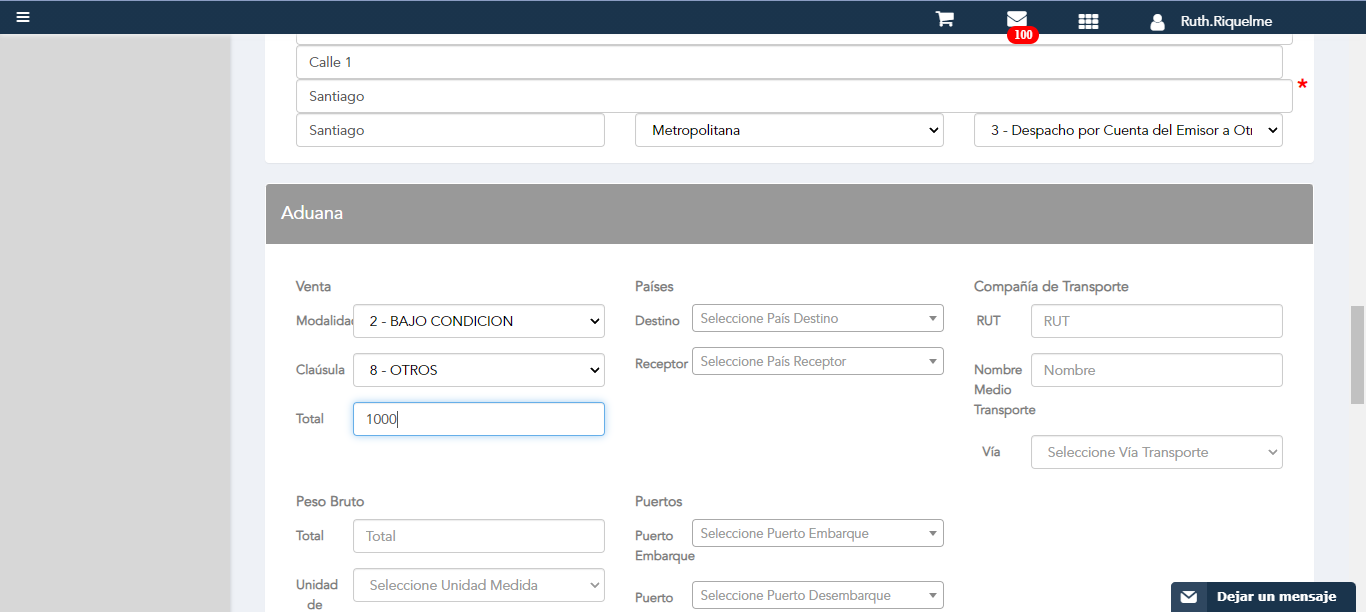 100
Ruth.Riquelme
Calle 1
Santiago
*
Santiago
Metropolitana
3 - Despacho por Cuenta del Emisor a Otr
Aduana
Venta
Modalidad
2 - BAJO CONDICION
Claúsula
8 - OTROS
Total
1000
Países
Destino
Seleccione País Destino
Receptor
Seleccione País Receptor
Compañía de Transporte
RUT
RUT
Nombre
Medio
Transporte
Nombre
Vía
Seleccione Vía Transporte
Peso Bruto
Total
Total
Unidad
de
Seleccione Unidad Medida
Puertos
Puerto
Embarque
Seleccione Puerto Embarque
Puerto
Seleccione Puerto Desembarque
Dejar un mensaje